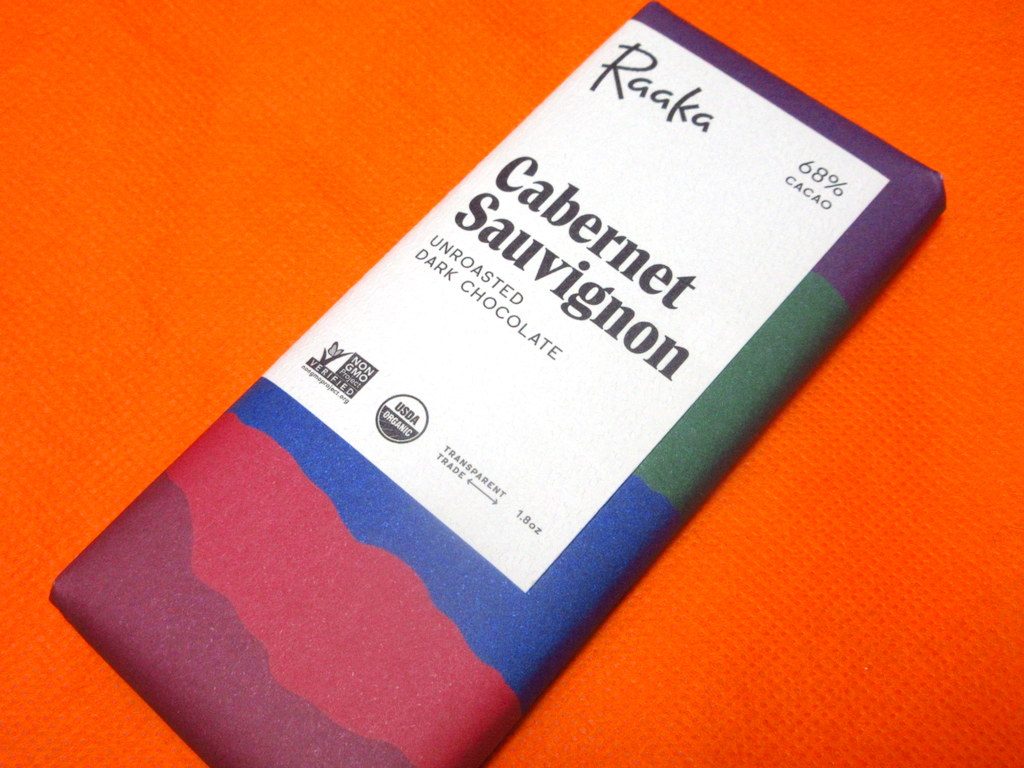 Raaka
68%
CACAO
Cabernet
Sauvignon
UNROASTED
DARK CHOCOLATE
NON
GMO
Project
VERIFIED
nongmoproject.org
USDA
ORGANIC
TRANSPARENT
TRADE
1.8oz